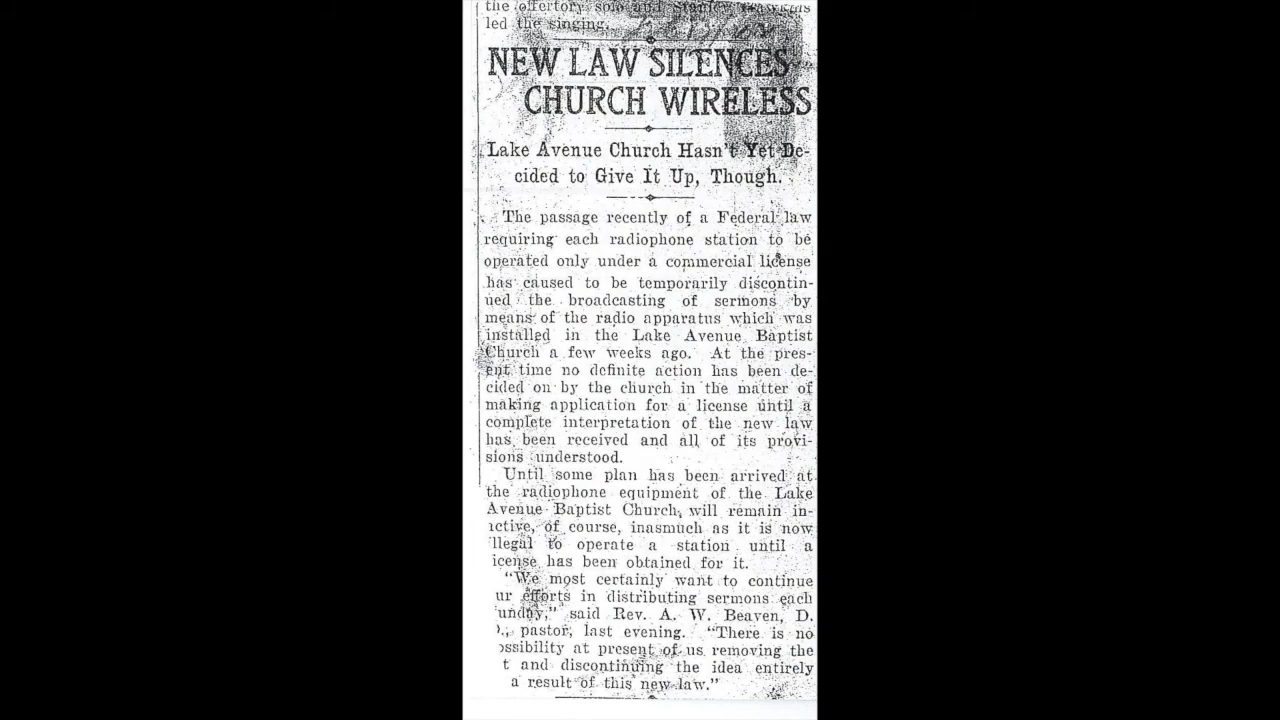 the offertory solo and Stanley Hawkins
led the singing.
NEW LAW SILENCES
CHURCH WIRELESS
Lake Avenue Church Hasn't Yet De-
cided to Give It Up, Though.
The passage recently of a Federal law
requiring each radiophone station to be
operated only under a commercial license
has caused to be temporarily discontin-
ued the broadcasting of sermons by
means of the radio apparatus which was
installed in the Lake Avenue Baptist
Church a few weeks ago. At the pres-
ent time no definite action has been de-
cided on by the church in the matter of
making application for a license until a
complete interpretation of the new law
has been received and all of its provi-
sions understood.
Until some plan has been arrived at
the radiophone equipment of the Lake
Avenue Baptist Church, will remain in-
active, of course, inasmuch as it is now
llegal to operate a station until a
icense has been obtained for it.
"We most certainly want to continue
ur efforts in distributing sermons each
unday," said Rev. A. W. Beaven, D.
)., pastor, last evening. "There is no
ossibility at present of us removing the
t and discontinuing the idea entirely
a result of this new law."